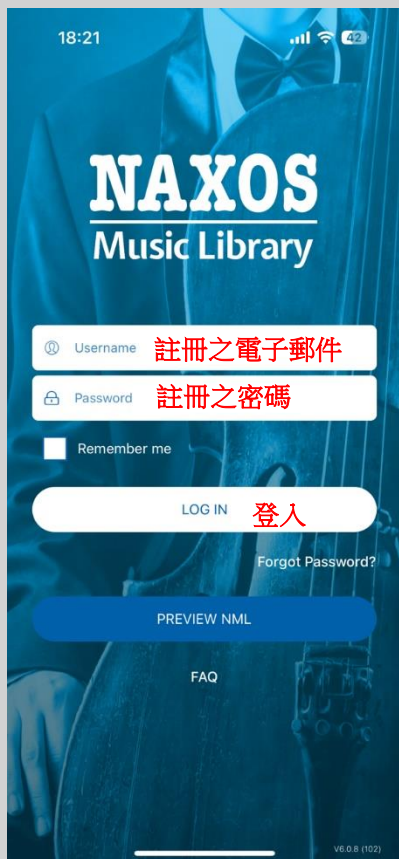 18:21 42
NAXOS
Music Library
Username 註冊之電子郵件
Password 註冊之密碼
Remember me
LOG IN 登入
Forgot Password?
PREVIEW NML
FAQ
V6.0.8 (102)